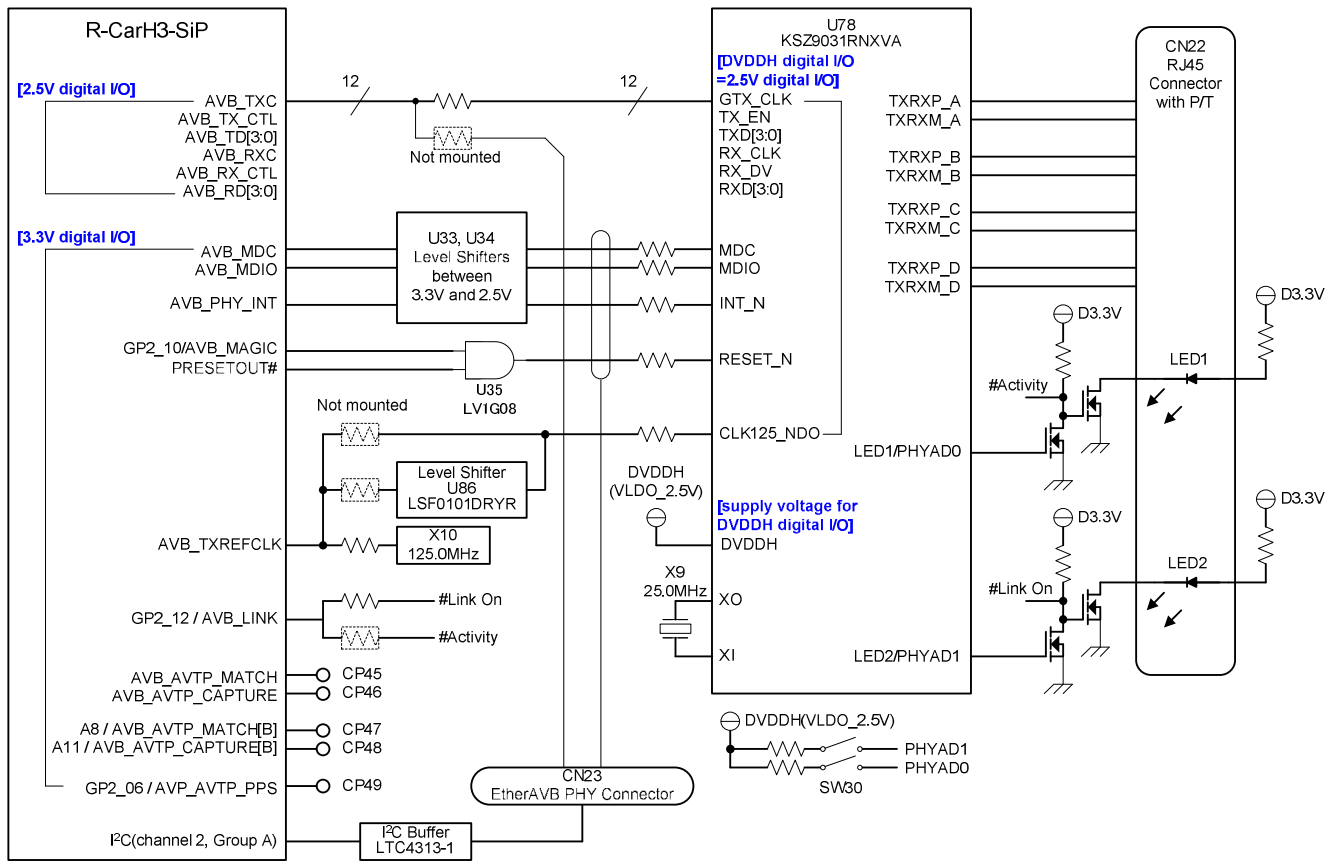 R-CarH3-SiP
[2.5V digital I/O]
AVB_TXC
AVB_TX_CTL
AVB_TD[3:0]
AVB_RXC
AVB_RX_CTL
AVB_RD[3:0]
[3.3V digital I/O]
AVB_MDC
AVB_MDIO
AVB_PHY_INT
GP2_10/AVB_MAGIC
PRESETOUT#
AVB_TXREFCLK
GP2_12 / AVB_LINK
AVB_AVTP_MATCH
AVB_AVTP_CAPTURE
A8 / AVB_AVTP_MATCH[B]
A11 / AVB_AVTP_CAPTURE[B]
GP2_06 / AVP_AVTP_PPS
I²C(channel 2, Group A)
12
12
Not mounted
U33, U34
Level Shifters
between
3.3V and 2.5V
U35
LV1G08
Not mounted
Level Shifter
U86
LSF0101DRYR
X10
125.0MHz
#Link On
#Activity
CP45
CP46
CP47
CP48
CP49
I²C Buffer
LTC4313-1
CN23
EtherAVB PHY Connector
U78
KSZ9031RNXVA
[DVDDH digital I/O
=2.5V digital I/O]
GTX_CLK
TX_EN
TXD[3:0]
RX_CLK
RX_DV
RXD[3:0]
MDC
MDIO
INT_N
RESET_N
CLK125_NDO
DVDDH
(VLDO_2.5V)
[supply voltage for
DVDDH digital I/O]
DVDDH
X9
25.0MHz
XO
XI
TXRXP_A
TXRXM_A
TXRXP_B
TXRXM_B
TXRXP_C
TXRXM_C
TXRXP_D
TXRXM_D
LED1/PHYAD0
LED2/PHYAD1
DVDDH(VLDO_2.5V)
PHYAD1
PHYAD0
SW30
CN22
RJ45
Connector
with P/T
D3.3V
D3.3V
LED1
#Activity
D3.3V
D3.3V
LED2
#Link On